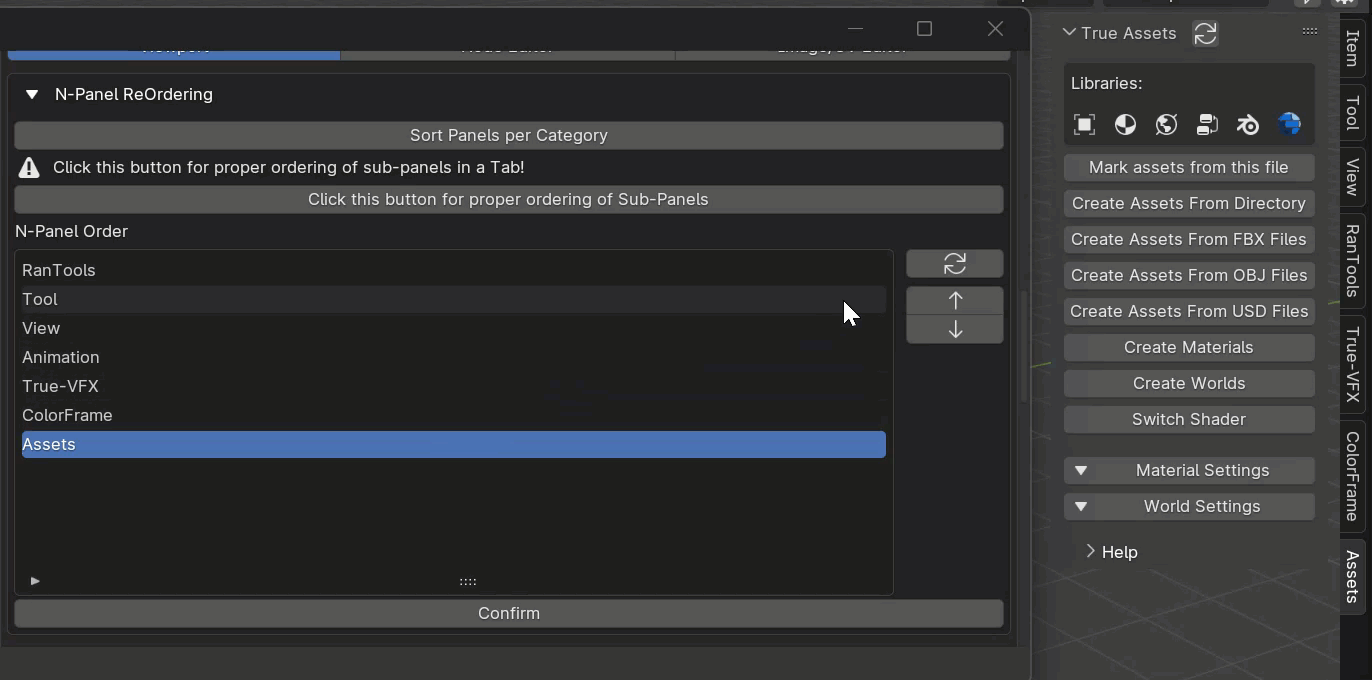 N-Panel ReOrdering
Sort Panels per Category
Click this button for proper ordering of sub-panels in a Tab!
Click this button for proper ordering of Sub-Panels
N-Panel Order
RanTools
Tool
View
Animation
True-VFX
ColorFrame
Assets
Confirm
True Assets
Libraries:
Mark assets from this file
Create Assets From Directory
Create Assets From FBX Files
Create Assets From OBJ Files
Create Assets From USD Files
Create Materials
Create Worlds
Switch Shader
Material Settings
World Settings
Help
Item
Tool
View
RanTools
True-VFX
ColorFrame
Assets